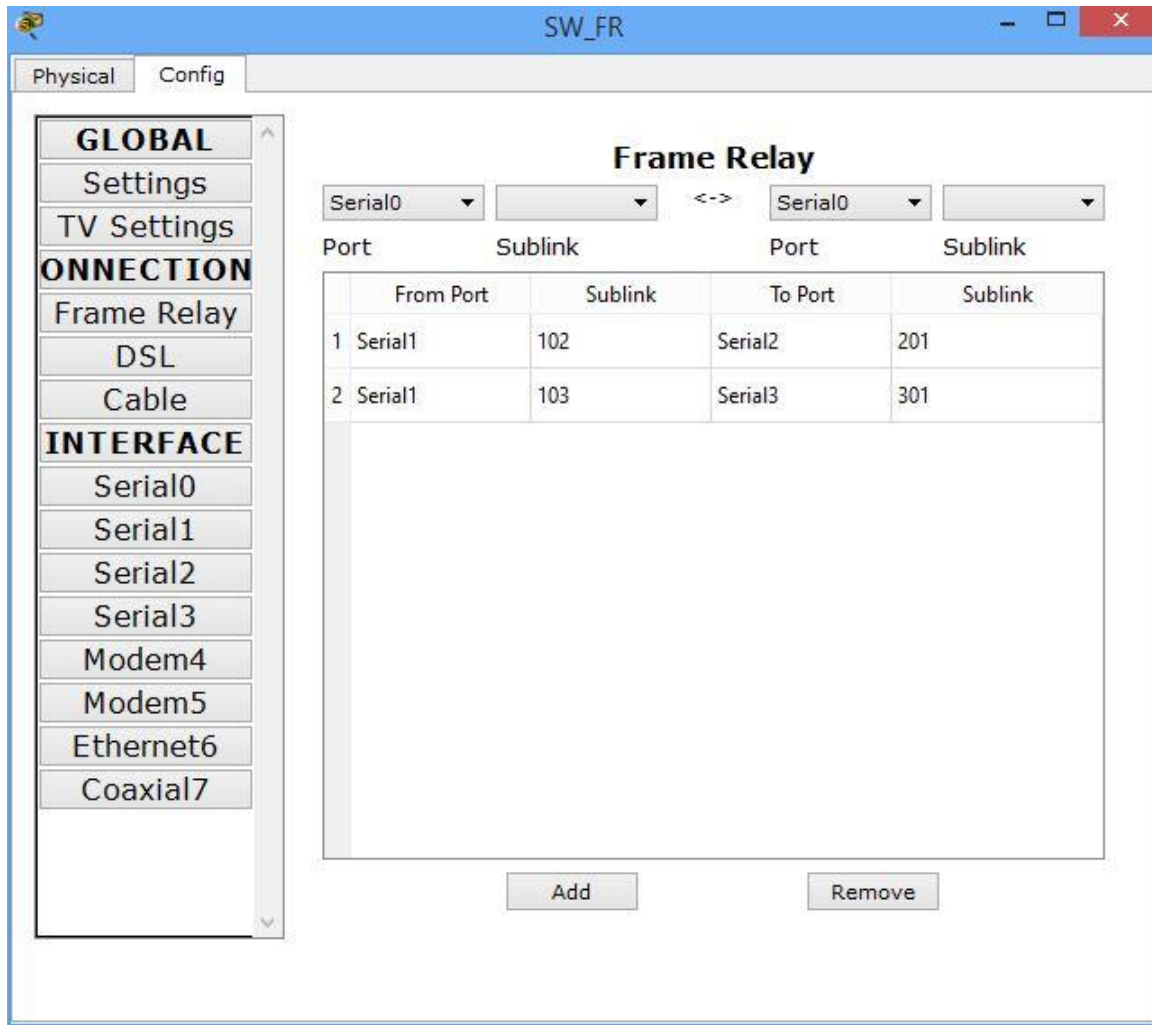 SW_FR
Physical Config
GLOBAL
Settings
TV Settings
ONNECTION
Frame Relay
DSL
Cable
INTERFACE
Serial0
Serial1
Serial2
Serial3
Modem4
Modem5
Ethernet6
Coaxial7
Frame Relay
Serial0 <-> Serial0
Port Sublink Port Sublink
From Port Sublink To Port Sublink
1 Serial1 102 Serial2 201
2 Serial1 103 Serial3 301
Add Remove